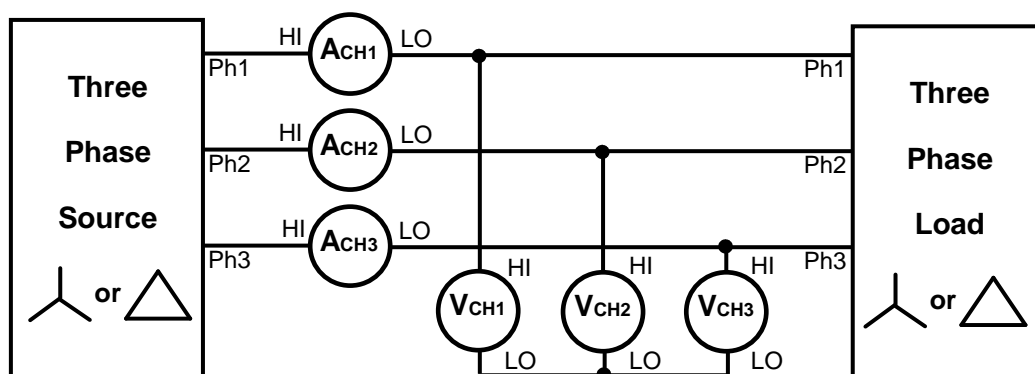 HI
ACH1
LO
Ph1
Ph1
Three
Phase
Source
or
HI
ACH2
LO
Ph2
Ph2
HI
ACH3
LO
Ph3
Ph3
Three
Phase
Load
or
HI
HI
HI
VCH1
VCH2
VCH3
LO
LO
LO